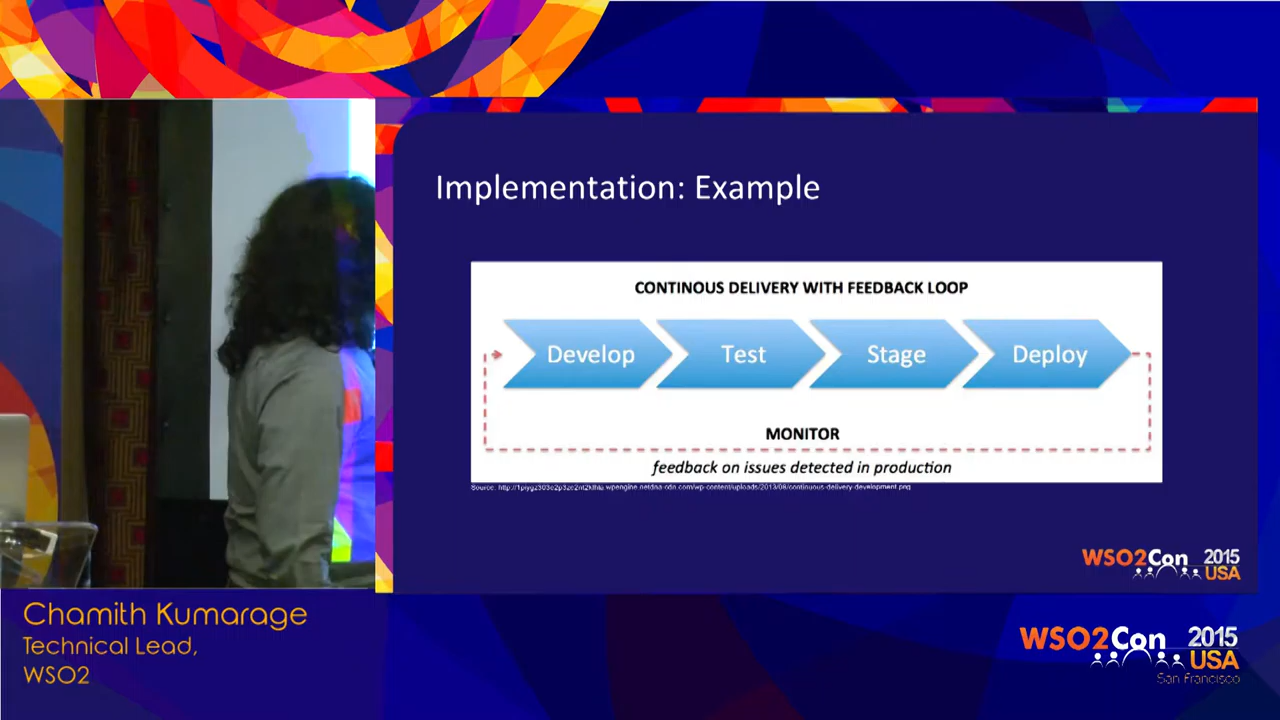 Implementation: Example
CONTINOUS DELIVERY WITH FEEDBACK LOOP
Develop
Test
Stage
Deploy
MONITOR
feedback on issues detected in production
WSO2Con 2015
USA
Chamith Kumarage
Technical Lead,
WSO2
WSO2Con 2015
USA
San Francisco